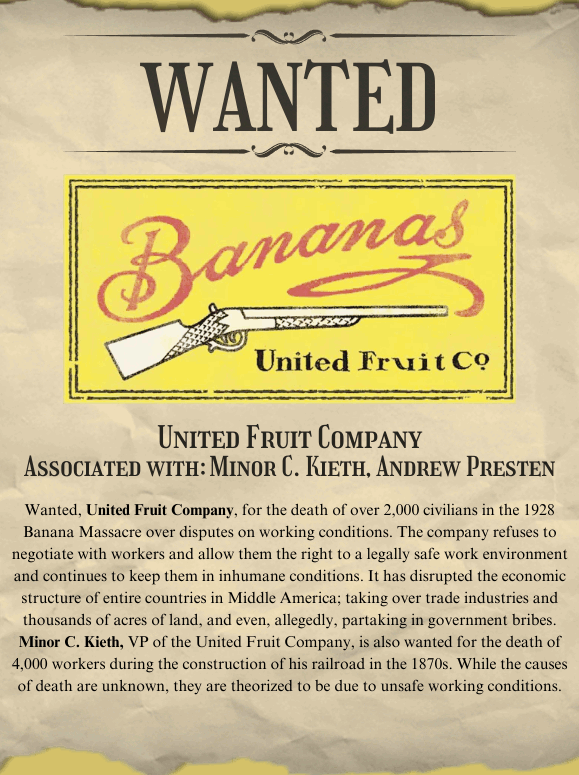 WANTED
Bananas
United Fruit Co
United Fruit Company
Associated with: Minor C. Kieth, Andrew Presten
Wanted, United Fruit Company, for the death of over 2,000 civilians in the 1928
Banana Massacre over disputes on working conditions. The company refuses to
negotiate with workers and allow them the right to a legally safe work environment
and continues to keep them in inhumane conditions. It has disrupted the economic
structure of entire countries in Middle America; taking over trade industries and
thousands of acres of land, and even, allegedly, partaking in government bribes.
Minor C. Kieth, VP of the United Fruit Company, is also wanted for the death of
4,000 workers during the construction of his railroad in the 1870s. While the causes
of death are unknown, they are theorized to be due to unsafe working conditions.